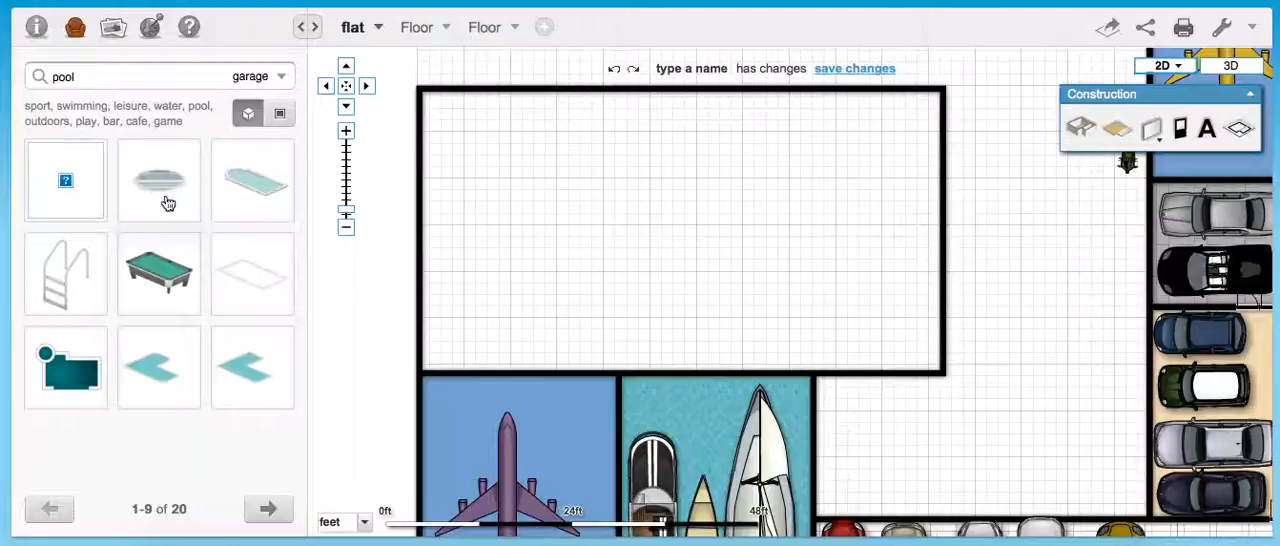 flat Floor Floor
type a name has changes save changes
2D 3D
pool garage
sport, swimming, leisure, water, pool,
outdoors, play, bar, cafe, game
Construction
A
1-9 of 20
feet
0ft 24ft 48ft